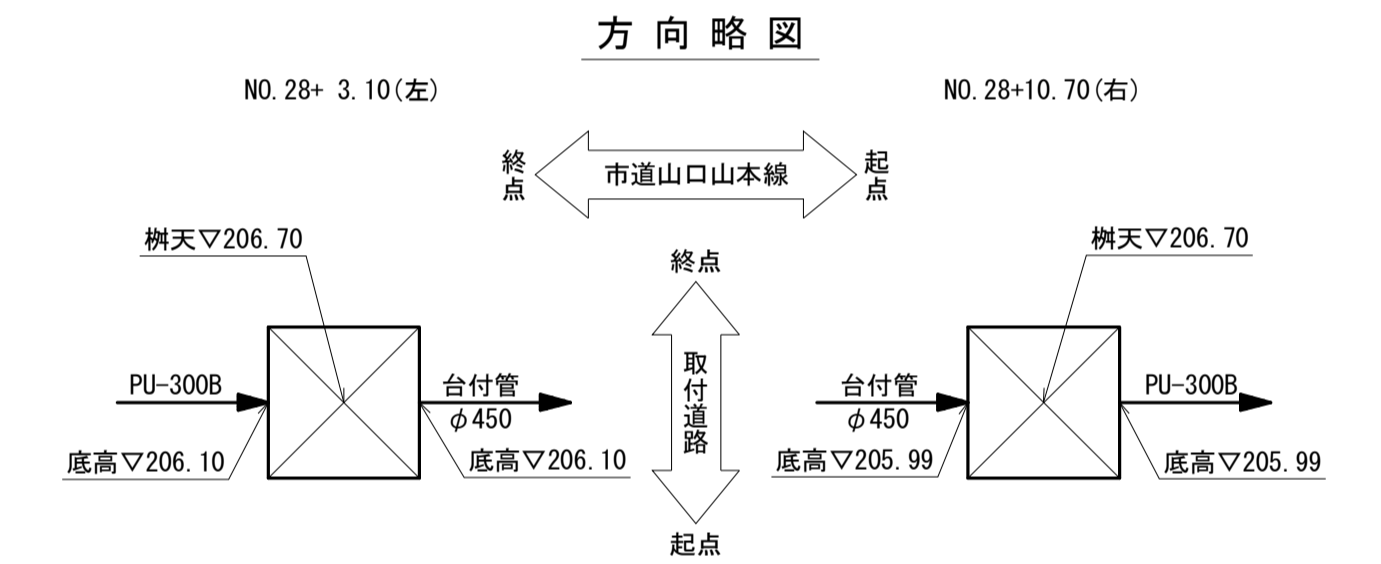 方向略図
NO.28+ 3.10(左)
NO.28+10.70(右)
終点
市道山口山本線
起点
桝天▽206.70
桝天▽206.70
終点
取付道路
起点
PU-300B
台付管
φ450
底高▽206.10
底高▽206.10
台付管
φ450
PU-300B
底高▽205.99
底高▽205.99